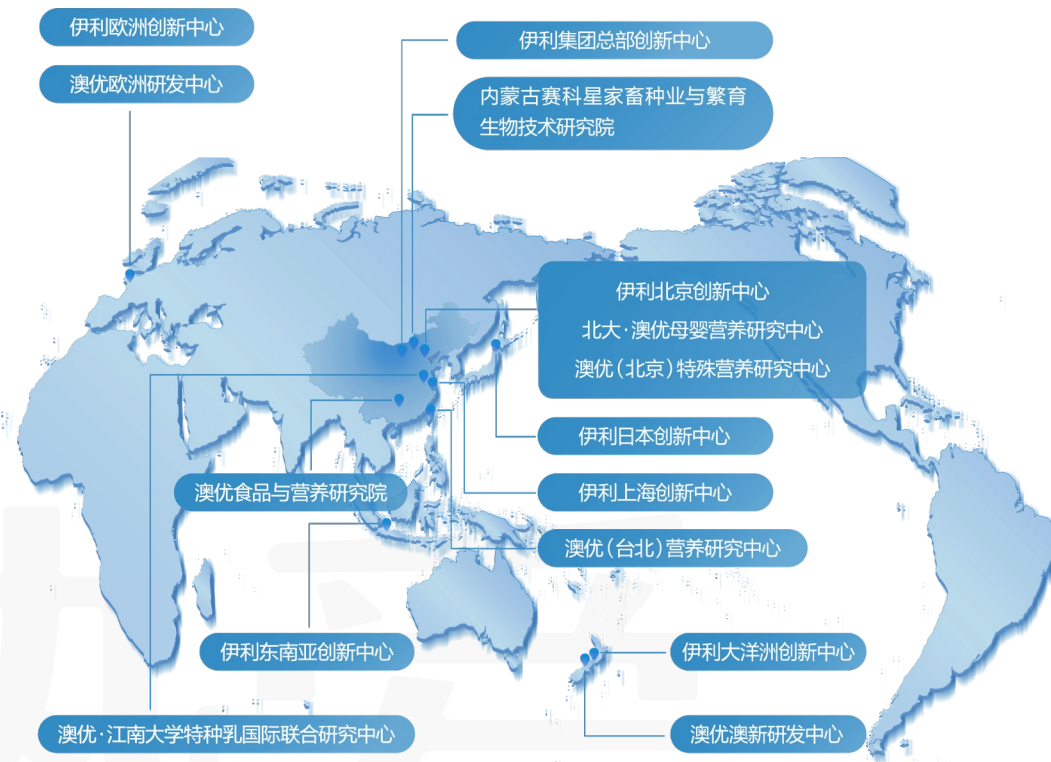 伊利欧洲创新中心
澳优欧洲研发中心
伊利集团总部创新中心
内蒙古赛科星家畜种业与繁育
生物技术研究院
伊利北京创新中心
北大·澳优母婴营养研究中心
澳优(北京)特殊营养研究中心
伊利日本创新中心
澳优食品与营养研究院
伊利上海创新中心
澳优(台北)营养研究中心
伊利东南亚创新中心
伊利大洋洲创新中心
澳优·江南大学特种乳国际联合研究中心
澳优澳新研发中心